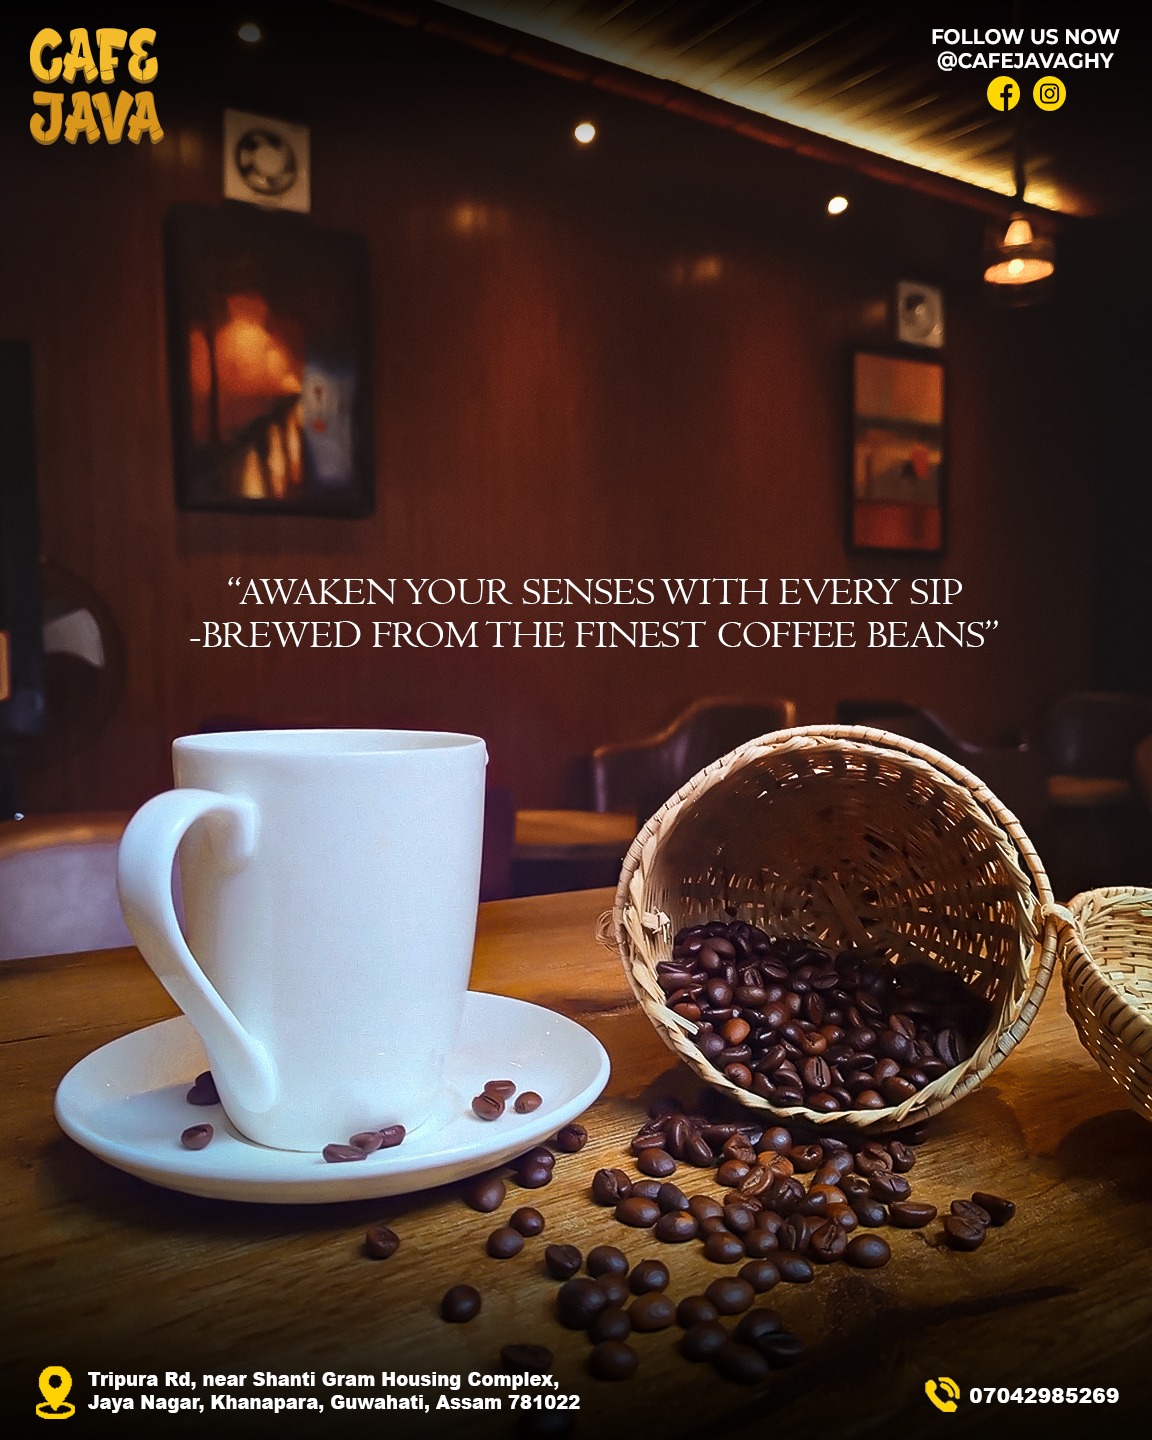 CAFE
JAVA
FOLLOW US NOW
@CAFEJAVAGHY
“AWAKEN YOUR SENSES WITH EVERY SIP
-BREWED FROM THE FINEST COFFEE BEANS”
Tripura Rd, near Shanti Gram Housing Complex,
Jaya Nagar, Khanapara, Guwahati, Assam 781022
07042985269